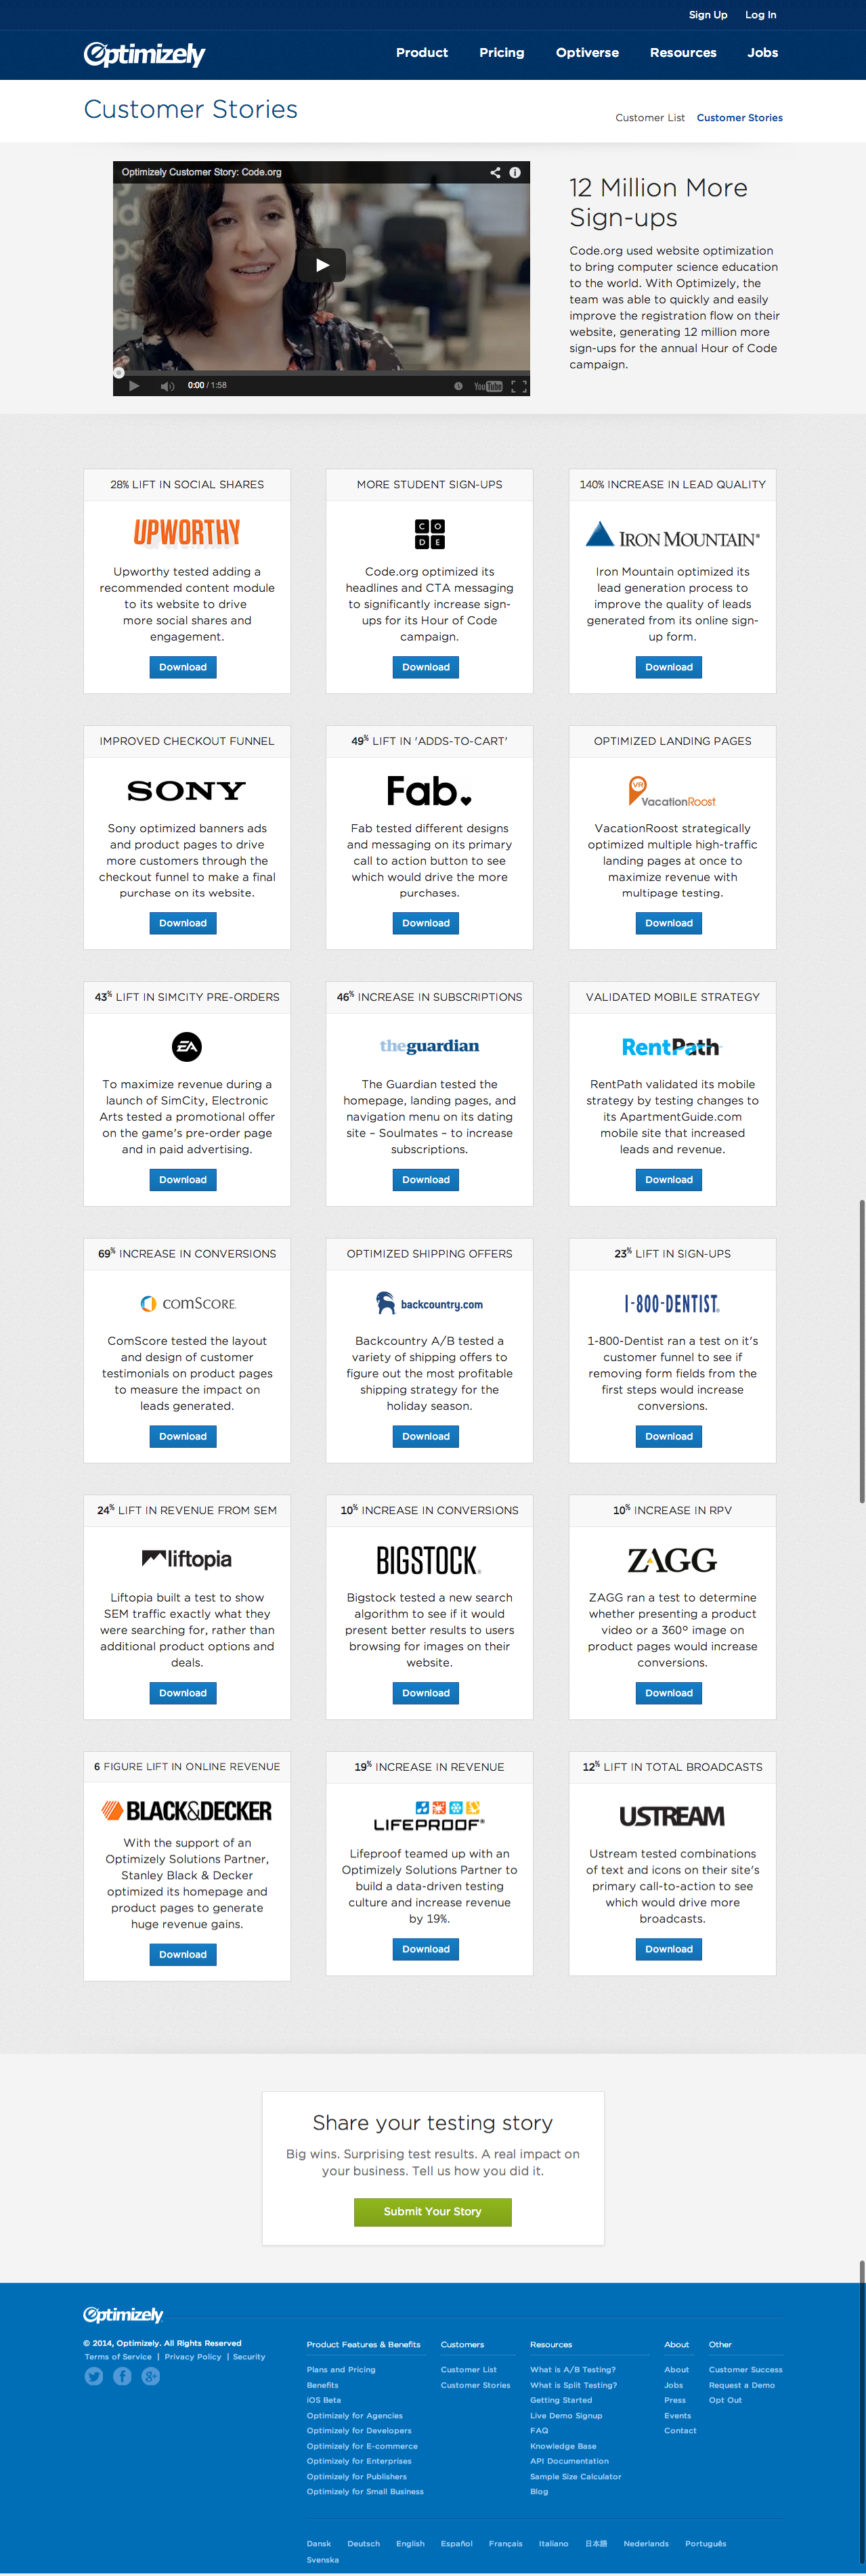 Sign Up Log In
Optimizely
Product Pricing Optiverse Resources Jobs
Customer Stories
Customer List Customer Stories
Optimizely Customer Story: Code.org
0:00 / 1:58
YouTube
12 Million More
Sign-ups
Code.org used website optimization
to bring computer science education
to the world. With Optimizely, the
team was able to quickly and easily
improve the registration flow on their
website, generating 12 million more
sign-ups for the annual Hour of Code
campaign.
28% LIFT IN SOCIAL SHARES
UPWORTHY
Upworthy tested adding a
recommended content module
to its website to drive
more social shares and
engagement.
Download
MORE STUDENT SIGN-UPS
CODE
Code.org optimized its
headlines and CTA messaging
to significantly increase sign-
ups for its Hour of Code
campaign.
Download
140% INCREASE IN LEAD QUALITY
IRON MOUNTAIN®
Iron Mountain optimized its
lead generation process to
improve the quality of leads
generated from its online sign-
up form.
Download
IMPROVED CHECKOUT FUNNEL
SONY
Sony optimized banners ads
and product pages to drive
more customers through the
checkout funnel to make a final
purchase on its website.
Download
49% LIFT IN 'ADDS-TO-CART'
Fab.
Fab tested different designs
and messaging on its primary
call to action button to see
which would drive the more
purchases.
Download
OPTIMIZED LANDING PAGES
VR
VacationRoost
VacationRoost strategically
optimized multiple high-traffic
landing pages at once to
maximize revenue with
multipage testing.
Download
43% LIFT IN SIMCITY PRE-ORDERS
EA
To maximize revenue during a
launch of SimCity, Electronic
Arts tested a promotional offer
on the game's pre-order page
and in paid advertising.
Download
46% INCREASE IN SUBSCRIPTIONS
theguardian
The Guardian tested the
homepage, landing pages, and
navigation menu on its dating
site – Soulmates – to increase
subscriptions.
Download
VALIDATED MOBILE STRATEGY
RentPath
RentPath validated its mobile
strategy by testing changes to
its ApartmentGuide.com
mobile site that increased
leads and revenue.
Download
69% INCREASE IN CONVERSIONS
COMSCORE.
ComScore tested the layout
and design of customer
testimonials on product pages
to measure the impact on
leads generated.
Download
OPTIMIZED SHIPPING OFFERS
backcountry.com
Backcountry A/B tested a
variety of shipping offers to
figure out the most profitable
shipping strategy for the
holiday season.
Download
23% LIFT IN SIGN-UPS
1-800-DENTIST®
1-800-Dentist ran a test on it's
customer funnel to see if
removing form fields from the
first steps would increase
conversions.
Download
24% LIFT IN REVENUE FROM SEM
liftopia
Liftopia built a test to show
SEM traffic exactly what they
were searching for, rather than
additional product options and
deals.
Download
10% INCREASE IN CONVERSIONS
BIGSTOCK®
Bigstock tested a new search
algorithm to see if it would
present better results to users
browsing for images on their
website.
Download
10% INCREASE IN RPV
ZAGG
ZAGG ran a test to determine
whether presenting a product
video or a 360º image on
product pages would increase
conversions.
Download
6 FIGURE LIFT IN ONLINE REVENUE
BLACK&DECKER
With the support of an
Optimizely Solutions Partner,
Stanley Black & Decker
optimized its homepage and
product pages to generate
huge revenue gains.
Download
19% INCREASE IN REVENUE
LIFEPROOF®
Lifeproof teamed up with an
Optimizely Solutions Partner to
build a data-driven testing
culture and increase revenue
by 19%.
Download
12% LIFT IN TOTAL BROADCASTS
USTREAM
Ustream tested combinations
of text and icons on their site's
primary call-to-action to see
which would drive more
broadcasts.
Download
Share your testing story
Big wins. Surprising test results. A real impact on
your business. Tell us how you did it.
Submit Your Story
Optimizely
© 2014, Optimizely. All Rights Reserved
Terms of Service | Privacy Policy | Security
Product Features & Benefits
Plans and Pricing
Benefits
iOS Beta
Optimizely for Agencies
Optimizely for Developers
Optimizely for E-commerce
Optimizely for Enterprises
Optimizely for Publishers
Optimizely for Small Business
Customers
Customer List
Customer Stories
Resources
What is A/B Testing?
What is Split Testing?
Getting Started
Live Demo Signup
FAQ
Knowledge Base
API Documentation
Sample Size Calculator
Blog
About
About
Jobs
Press
Events
Contact
Other
Customer Success
Request a Demo
Opt Out
Dansk Deutsch English Español Français Italiano 日本語 Nederlands Português
Svenska